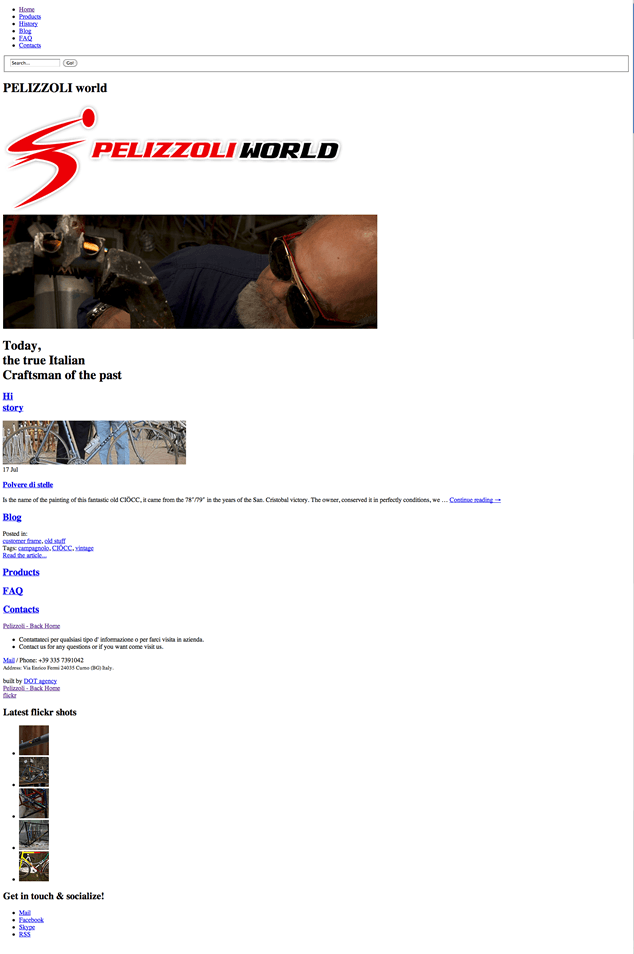 Home
Products
History
Blog
FAQ
Contacts
Search... Go!
PELIZZOLI world
PELIZZOLI WORLD
Today,
the true Italian
Craftsman of the past
Hi
story
17 Jul
Polvere di stelle
Is the name of the painting of this fantastic old CIÖCC, it came from the 78"/79" in the years of the San. Cristobal victory. The owner, conserved it in perfectly conditions, we … Continue reading →
Blog
Posted in:
customer frame, old stuff
Tags: campagnolo, CIÖCC, vintage
Read the article...
Products
FAQ
Contacts
Pelizzoli - Back Home
Contattateci per qualsiasi tipo d' informazione o per farci visita in azienda.
Contact us for any questions or if you want come visit us.
Mail / Phone: +39 335 7391042
Address: Via Enrico Fermi 24035 Curno (BG) Italy.
built by DOT agency
Pelizzoli - Back Home
flickr
Latest flickr shots
Get in touch & socialize!
Mail
Facebook
Skype
RSS